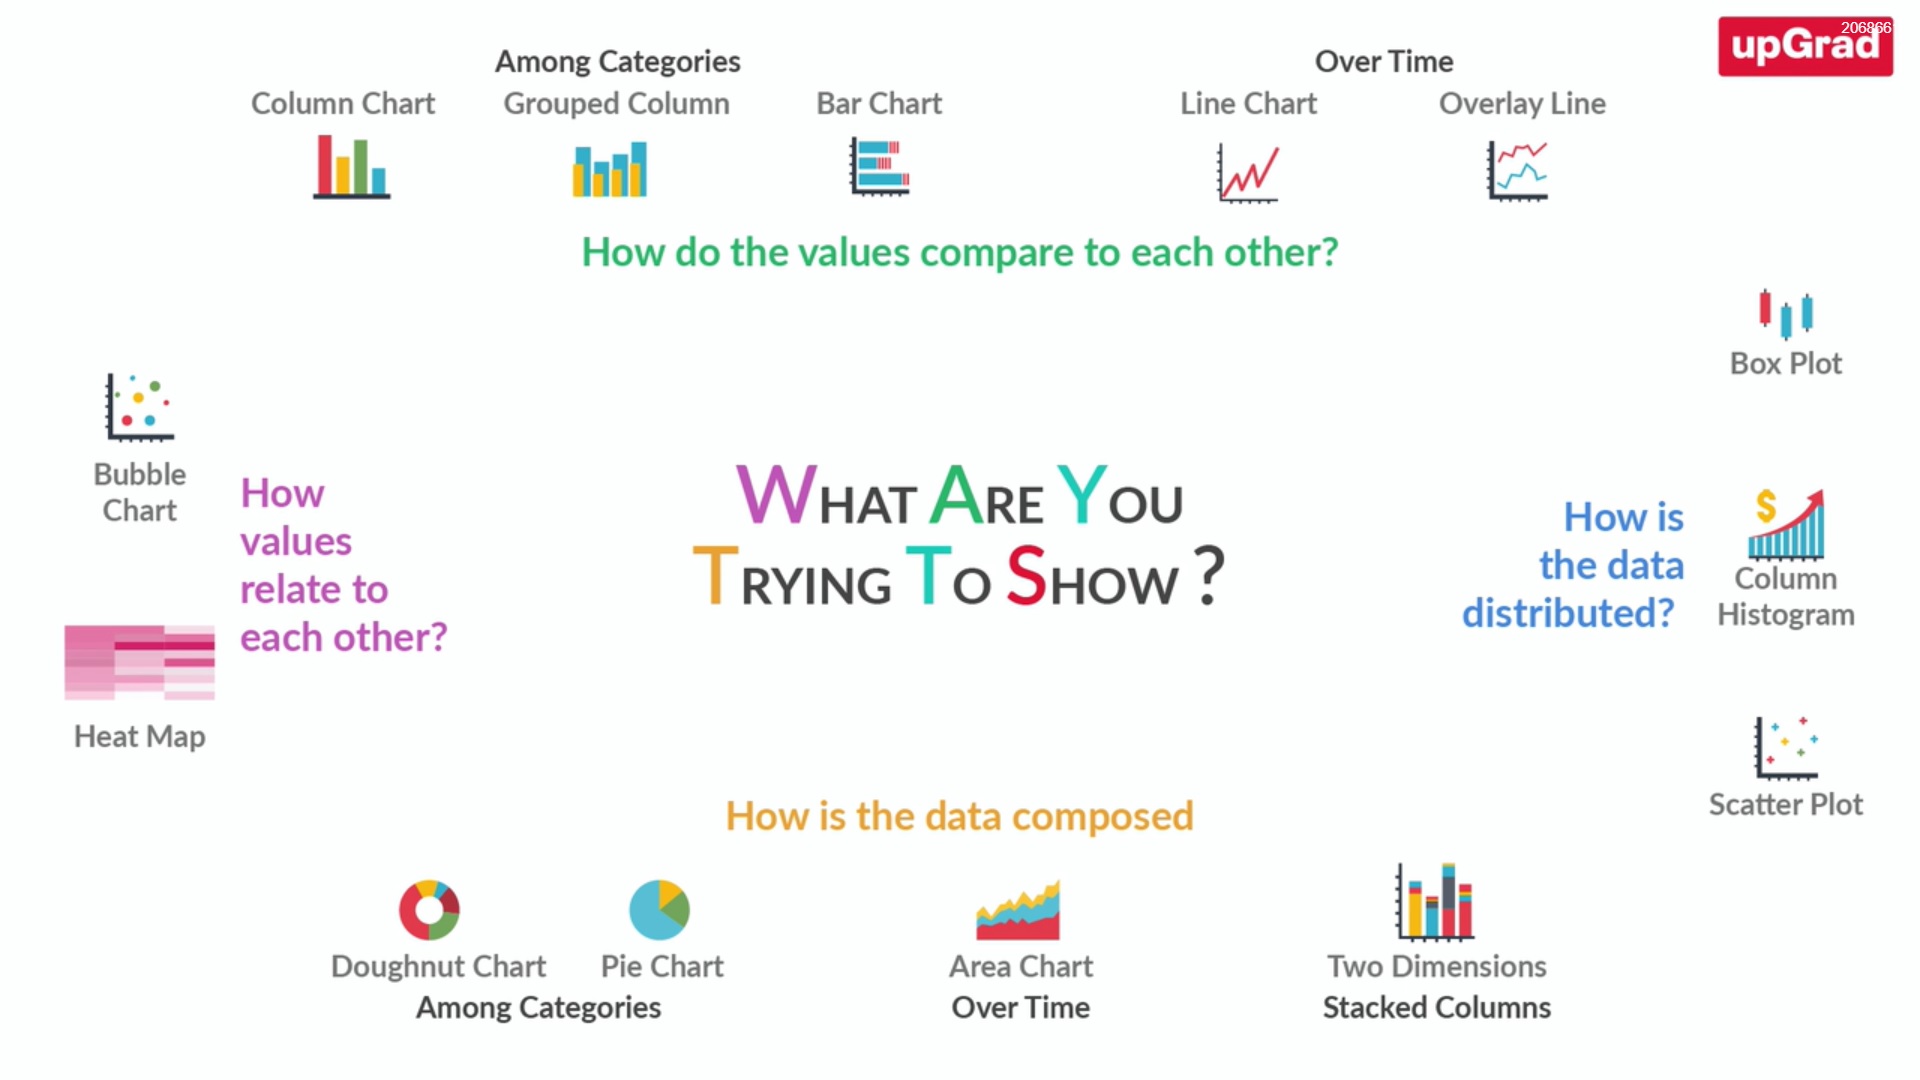 206866
upGrad
Among Categories
Over Time
Column Chart
Grouped Column
Bar Chart
Line Chart
Overlay Line
How do the values compare to each other?
Box Plot
Bubble
Chart
How
values
relate to
each other?
Heat Map
WHAT ARE YOU
TRYING TO SHOW ?
How is
the data
distributed?
$
Column
Histogram
Scatter Plot
How is the data composed
Doughnut Chart
Pie Chart
Area Chart
Two Dimensions
Among Categories
Over Time
Stacked Columns